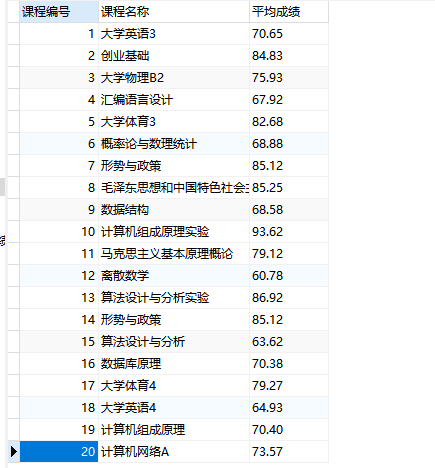 课程编号 课程名称 平均成绩
1 大学英语3 70.65
2 创业基础 84.83
3 大学物理B2 75.93
4 汇编语言设计 67.92
5 大学体育3 82.68
6 概率论与数理统计 68.88
7 形势与政策 85.12
8 毛泽东思想和中国特色社会主 85.25
9 数据结构 68.58
10 计算机组成原理实验 93.62
11 马克思主义基本原理概论 79.12
12 离散数学 60.78
13 算法设计与分析实验 86.92
14 形势与政策 85.12
15 算法设计与分析 63.62
16 数据库原理 70.38
17 大学体育4 79.27
18 大学英语4 64.93
19 计算机组成原理 70.40
20 计算机网络A 73.57